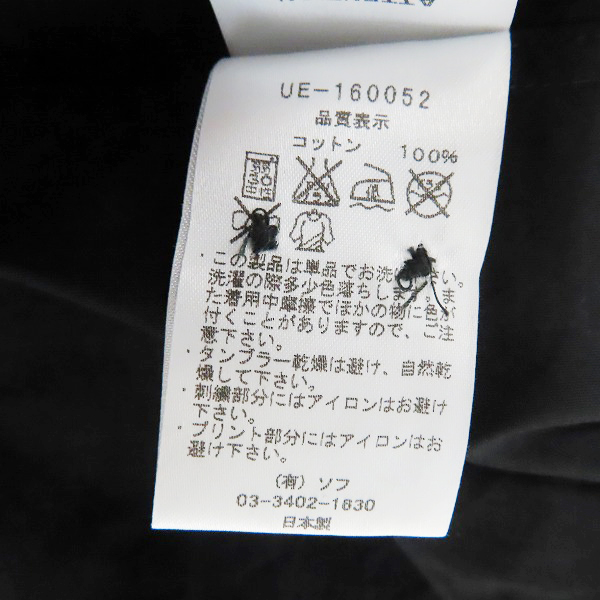 UE-160052
品質表示
コットン 100%
・この製品は単品でお洗い さい。
洗濯の際多少色落ちしま 。ま
た着用中摩擦でほかの物に色が
付くことがありますので、ご注
意下さい。
・タンブラー乾燥は避け、自然乾
燥して下さい。
・刺繍部分にはアイロンはお避け
下さい。
・プリント部分にはアイロンはお
避け下さい。
(有) ソフ
03-3402-1830
日本製